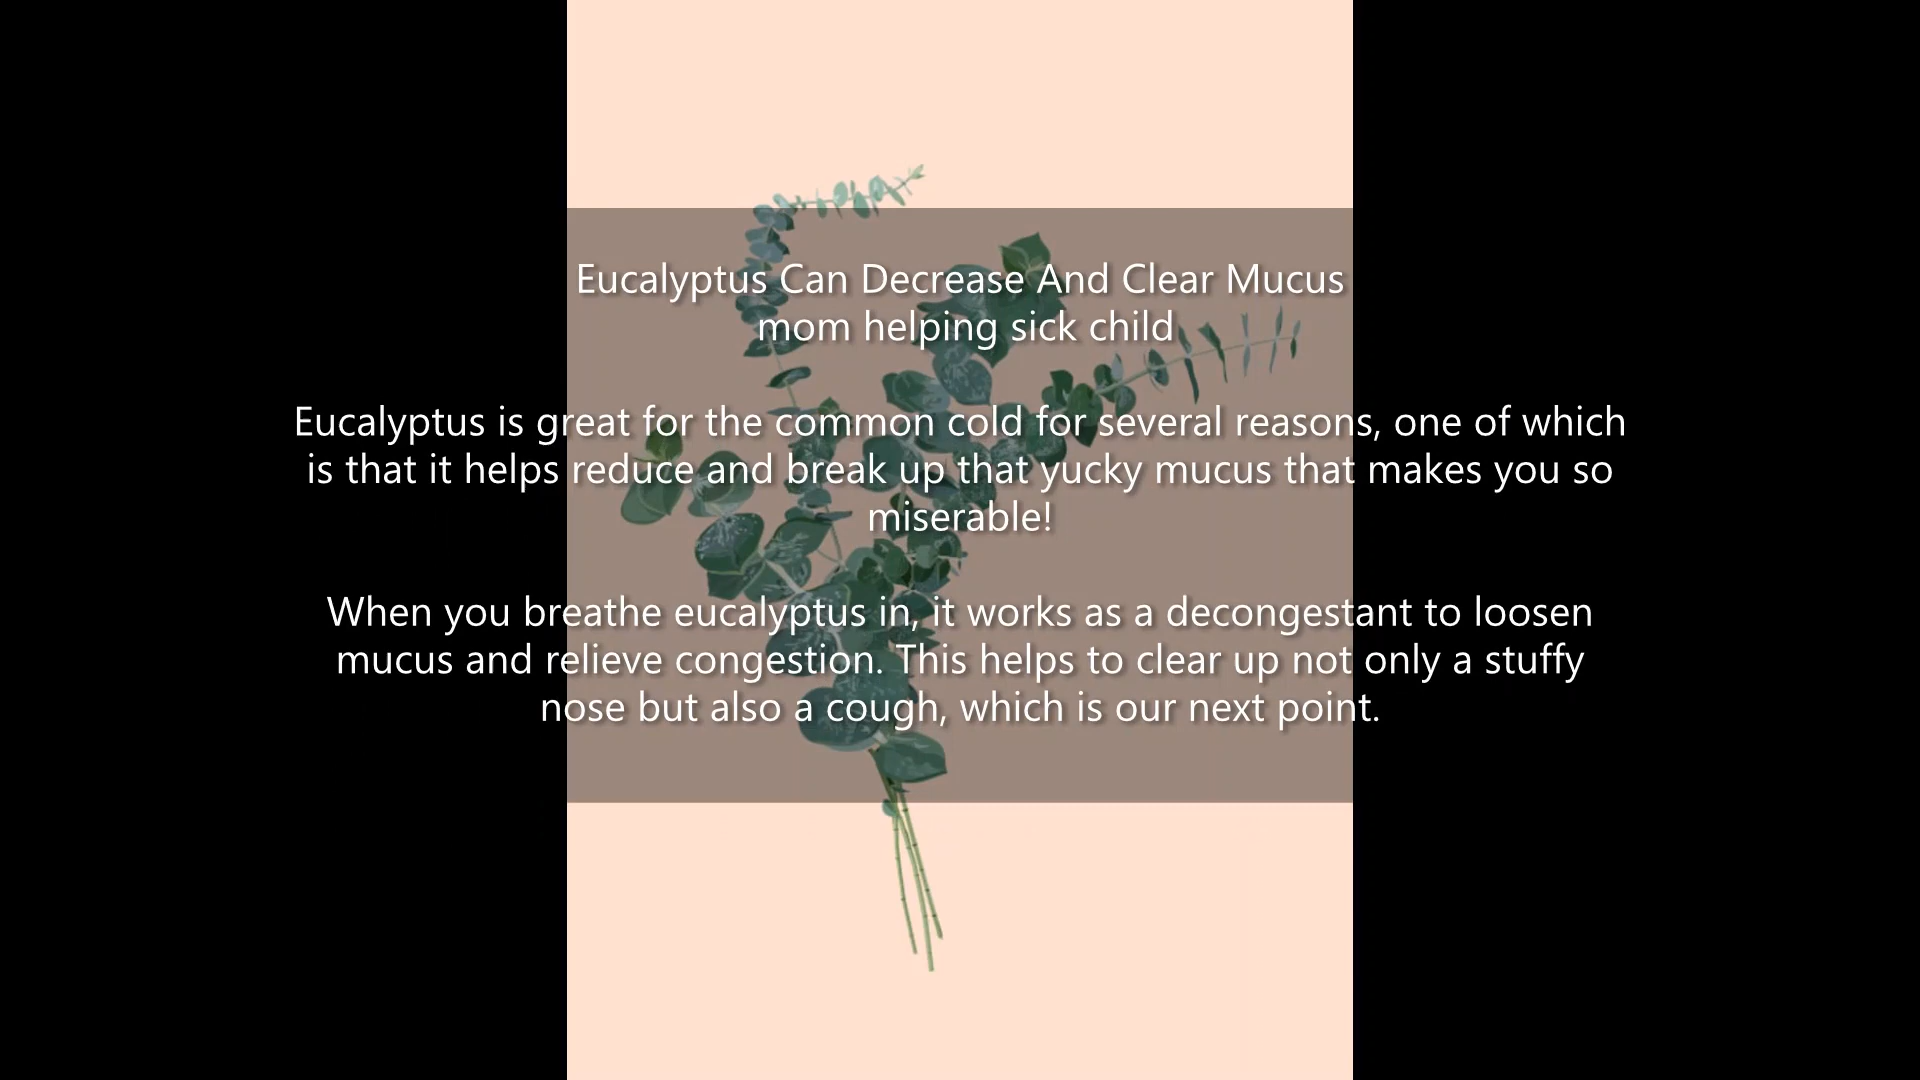 Eucalyptus Can Decrease And Clear Mucus
mom helping sick child
Eucalyptus is great for the common cold for several reasons, one of which
is that it helps reduce and break up that yucky mucus that makes you so
miserable!
When you breathe eucalyptus in, it works as a decongestant to loosen
mucus and relieve congestion. This helps to clear up not only a stuffy
nose but also a cough, which is our next point.